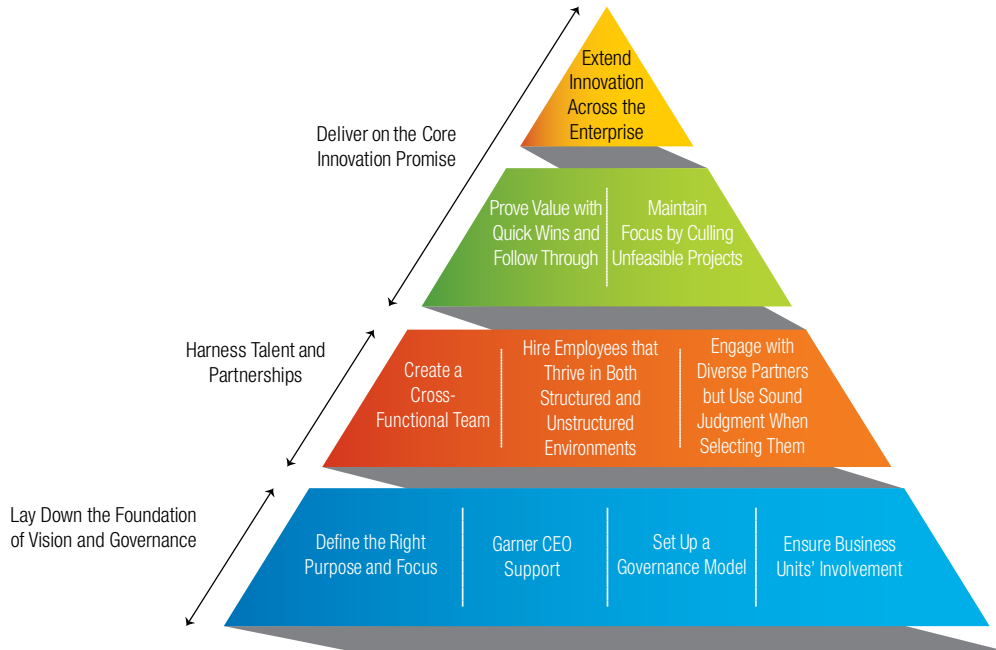 Extend
Innovation
Across the
Enterprise
Deliver on the Core
Innovation Promise
Prove Value with
Quick Wins and
Follow Through
Maintain
Focus by Culling
Unfeasible Projects
Harness Talent and
Partnerships
Create a
Cross-
Functional Team
Hire Employees that
Thrive in Both
Structured and
Unstructured
Environments
Engage with
Diverse Partners
but Use Sound
Judgment When
Selecting Them
Lay Down the Foundation
of Vision and Governance
Define the Right
Purpose and Focus
Garner CEO
Support
Set Up a
Governance Model
Ensure Business
Units' Involvement